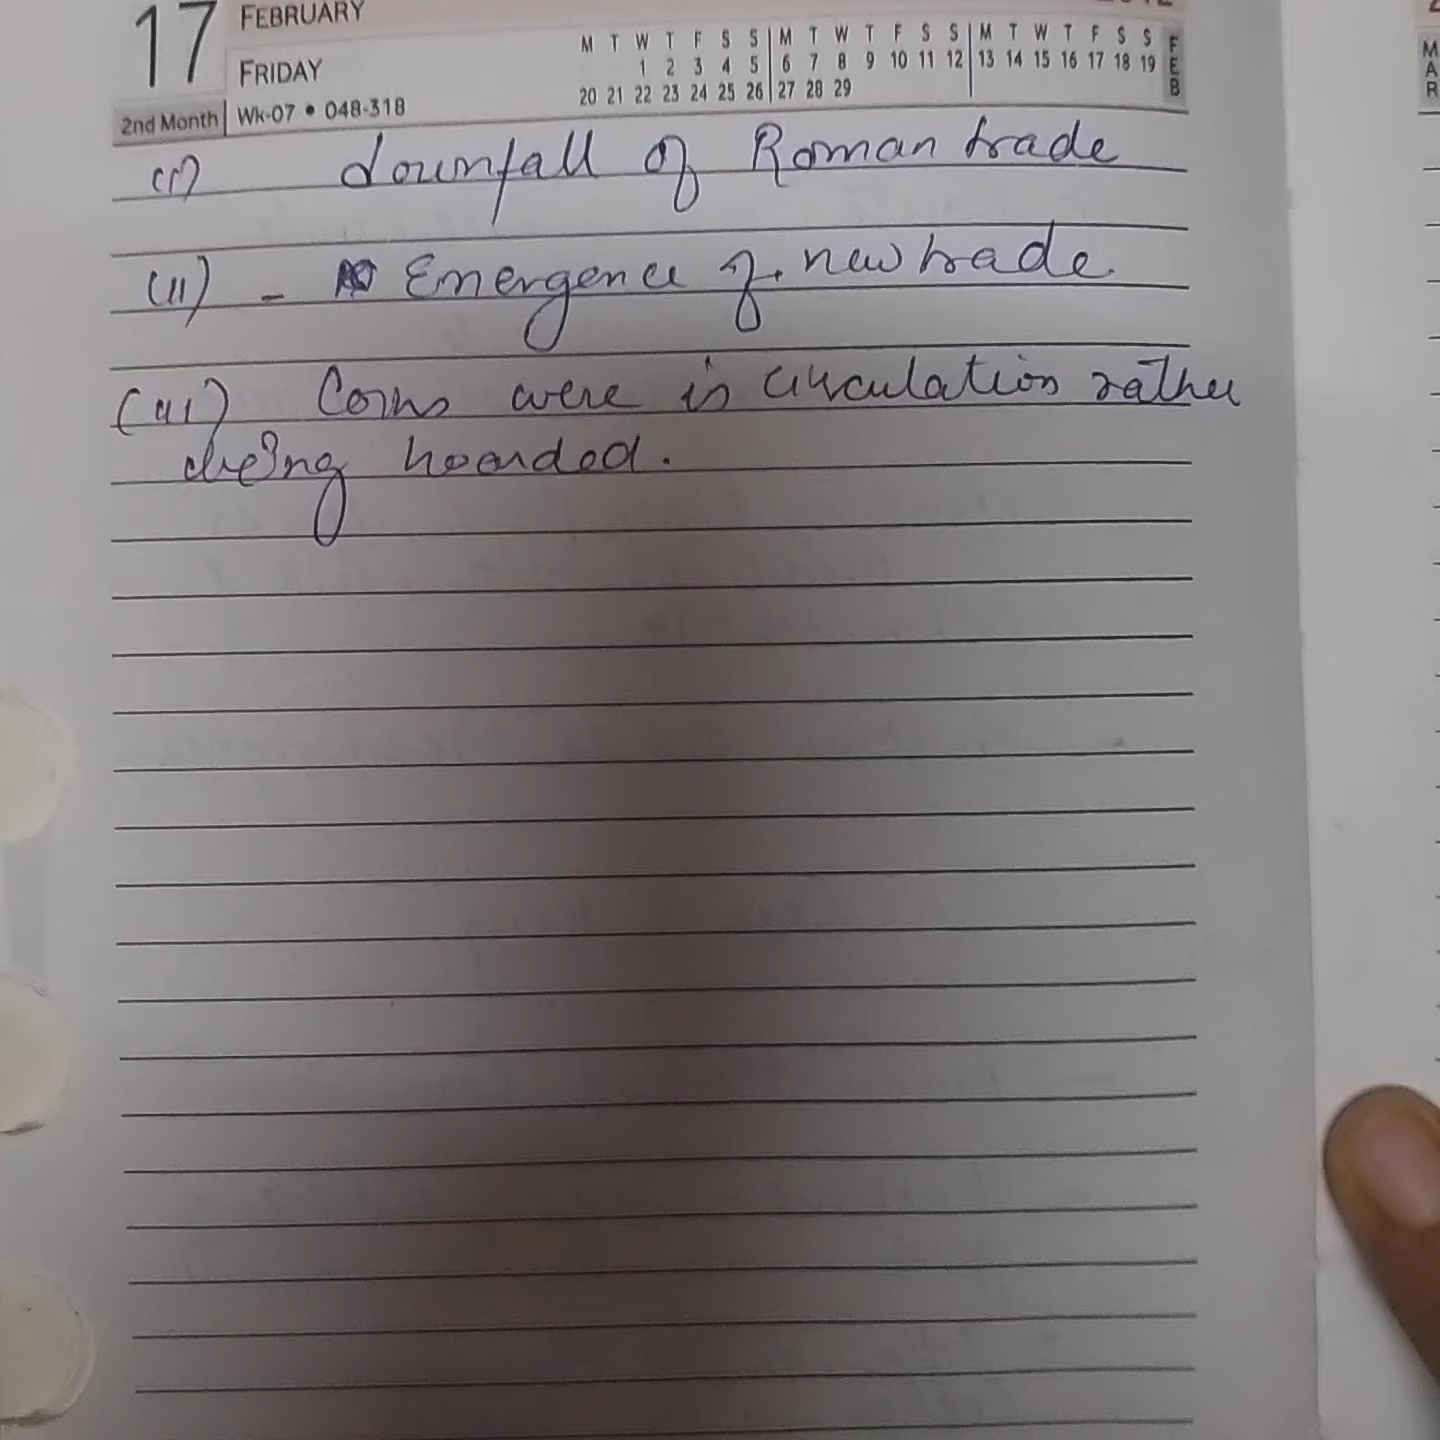 17 FEBRUARY
FRIDAY
2nd Month Wk-07 • 048-318
M T W T F S S M T W T F S S M T W T F S S
1 2 3 4 5 6 7 8 9 10 11 12 13 14 15 16 17 18 19
20 21 22 23 24 25 26 27 28 29
FEB
MAR
(i) downfall of Roman trade
(ii) - Emergence of new trade
(iii) Coins were in circulation rather
being hoarded.